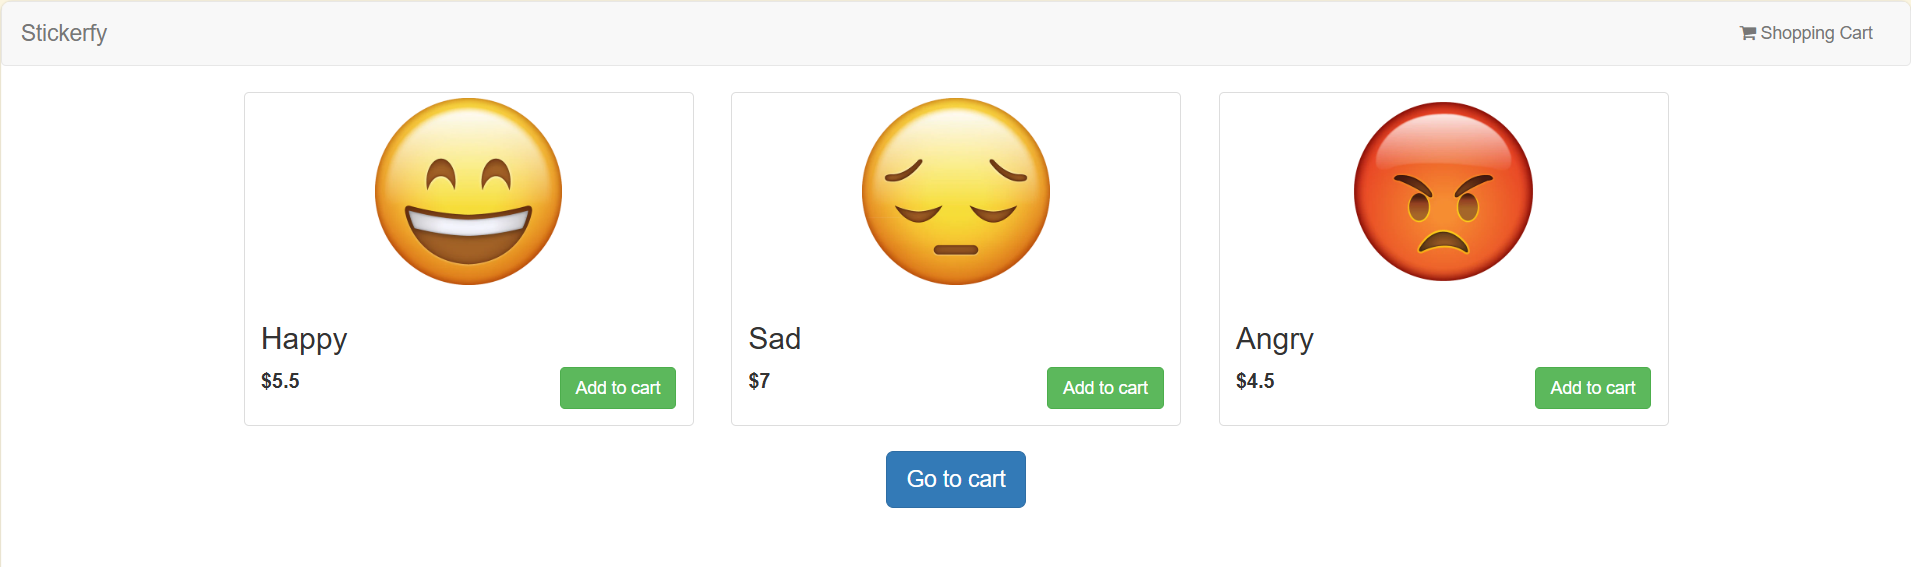 Stickerfy
Shopping Cart
Happy
$5.5
Add to cart
Sad
$7
Add to cart
Angry
$4.5
Add to cart
Go to cart